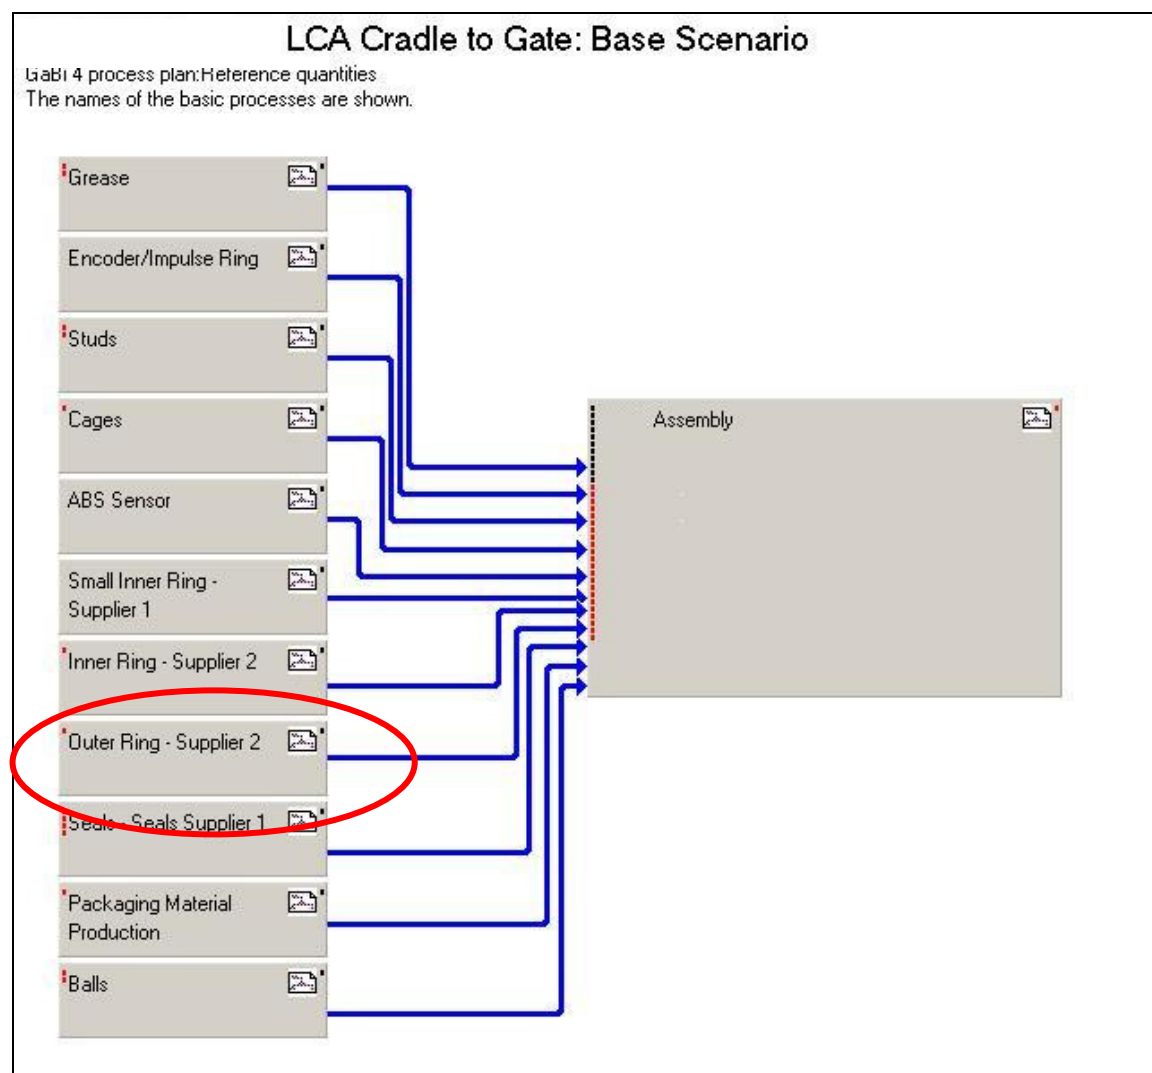 LCA Cradle to Gate: Base Scenario
GaBi 4 process plan:Reference quantities
The names of the basic processes are shown.
Grease
Encoder/Impulse Ring
Studs
Cages
Assembly
ABS Sensor
Small Inner Ring -
Supplier 1
Inner Ring - Supplier 2
Outer Ring - Supplier 2
Seals - Seals Supplier 1
Packaging Material
Production
Balls